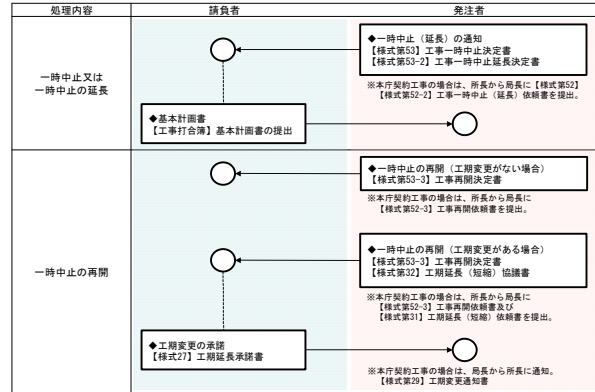 処理内容
請負者
発注者
一時中止又は
一時中止の延長
◆一時中止（延長）の通知
【様式第53】工事一時中止決定書
【様式第53-2】工事一時中止延長決定書
※本庁契約工事の場合は、所長から局長に【様式第52】
【様式第52-2】工事一時中止（延長）依頼書を提出。
◆基本計画書
【工事打合簿】基本計画書の提出
一時中止の再開
◆一時中止の再開（工期変更がない場合）
【様式第53-3】工事再開決定書
※本庁契約工事の場合は、所長から局長に
【様式第52-3】工事再開依頼書を提出。
◆一時中止の再開（工期変更がある場合）
【様式第53-3】工事再開決定書
【様式第32】工期延長（短縮）協議書
※本庁契約工事の場合は、所長から局長に
【様式第52-3】工事再開依頼書及び
【様式第31】工期延長（短縮）依頼書を提出。
◆工期変更の承諾
【様式27】工期延長承諾書
※本庁契約工事の場合は、局長から所長に通知。
【様式第29】工期変更通知書